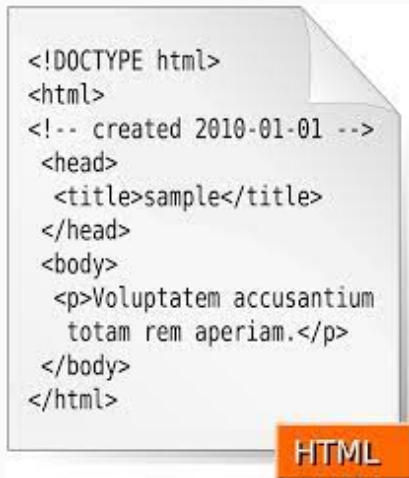 <!DOCTYPE html>
<html>
<!-- created 2010-01-01 -->
<head>
<title>sample</title>
</head>
<body>
<p>Voluptatem accusantium
totam rem aperiam.</p>
</body>
</html>
HTML